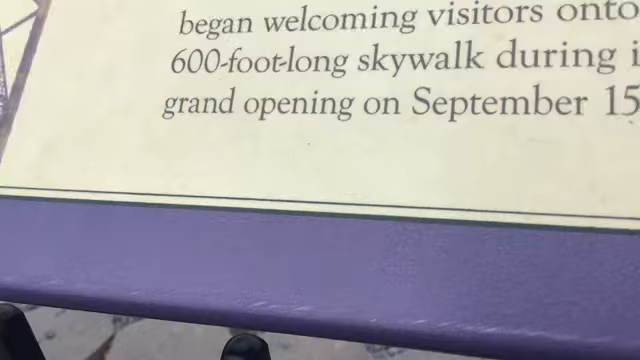 began welcoming visitors onto
600-foot-long skywalk during i
grand opening on September 15